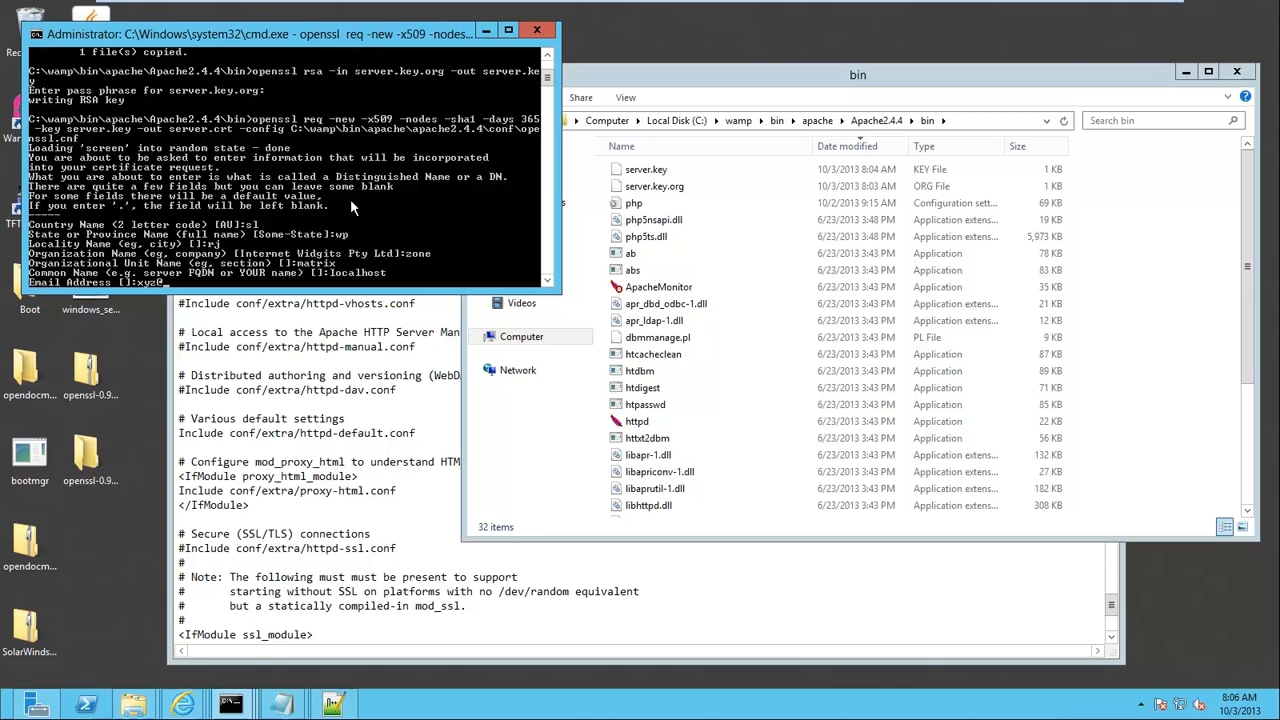 Administrator: C:\Windows\system32\cmd.exe - openssl req -new -x509 -nodes...
1 file(s) copied.
C:\wamp\bin\apache\Apache2.4.4\bin>openssl rsa -in server.key.org -out server.ke
y
Enter pass phrase for server.key.org:
writing RSA key
C:\wamp\bin\apache\Apache2.4.4\bin>openssl req -new -x509 -nodes -sha1 -days 365
-key server.key -out server.crt -config C:\wamp\bin\apache\apache2.4.4\conf\ope
nssl.cnf
Loading 'screen' into random state - done
You are about to be asked to enter information that will be incorporated
into your certificate request.
What you are about to enter is what is called a Distinguished Name or a DN.
There are quite a few fields but you can leave some blank
For some fields there will be a default value,
If you enter '.', the field will be left blank.
-----
Country Name (2 letter code) [AU]:sl
State or Province Name (full name) [Some-State]:wp
Locality Name (eg, city) []:rj
Organization Name (eg, company) [Internet Widgits Pty Ltd]:zone
Organizational Unit Name (eg, section) []:matrix
Common Name (e.g. server FQDN or YOUR name) []:localhost
Email Address []:xyz@_
bin
Share View
Computer Local Disk (C:) wamp bin apache Apache2.4.4 bin
Search bin
Name Date modified Type Size
server.key 10/3/2013 8:04 AM KEY File 1 KB
server.key.org 10/3/2013 8:04 AM ORG File 1 KB
php 10/2/2013 9:15 AM Configuration sett... 1 KB
php5nsapi.dll 6/23/2013 3:43 PM Application extens... 36 KB
php5ts.dll 6/23/2013 3:43 PM Application extens... 5,973 KB
ab 6/23/2013 3:43 PM Application 82 KB
abs 6/23/2013 3:43 PM Application 93 KB
ApacheMonitor 6/23/2013 3:43 PM Application 41 KB
apr_dbd_odbc-1.dll 6/23/2013 3:43 PM Application extens... 21 KB
apr_ldap-1.dll 6/23/2013 3:43 PM Application extens... 12 KB
dbmmanage.pl 6/23/2013 3:43 PM PL File 9 KB
htcacheclean 6/23/2013 3:43 PM Application 87 KB
htdbm 6/23/2013 3:43 PM Application 89 KB
htdigest 6/23/2013 3:43 PM Application 71 KB
htpasswd 6/23/2013 3:43 PM Application 85 KB
httpd 6/23/2013 3:43 PM Application 22 KB
httxt2dbm 6/23/2013 3:43 PM Application 56 KB
libapr-1.dll 6/23/2013 3:43 PM Application extens... 182 KB
libapriconv-1.dll 6/23/2013 3:43 PM Application extens... 27 KB
libaprutil-1.dll 6/23/2013 3:43 PM Application extens... 182 KB
libhttpd.dll 6/23/2013 3:43 PM Application extens... 308 KB
Videos
Computer
Network
32 items
#Include conf/extra/httpd-vhosts.conf
# Local access to the Apache HTTP Server Man
#Include conf/extra/httpd-manual.conf
# Distributed authoring and versioning (WebD
#Include conf/extra/httpd-dav.conf
# Various default settings
Include conf/extra/httpd-default.conf
# Configure mod_proxy_html to understand HTM
<IfModule proxy_html_module>
Include conf/extra/proxy-html.conf
</IfModule>
# Secure (SSL/TLS) connections
#Include conf/extra/httpd-ssl.conf
#
# Note: The following must must be present to support
# starting without SSL on platforms with no /dev/random equivalent
# but a statically compiled-in mod_ssl.
#
<IfModule ssl_module>
Boot
windows_se...
opendocm...
openssl-0.9...
bootmgr
openssl-0.9...
opendocm...
SolarWinds...
8:06 AM
10/3/2013